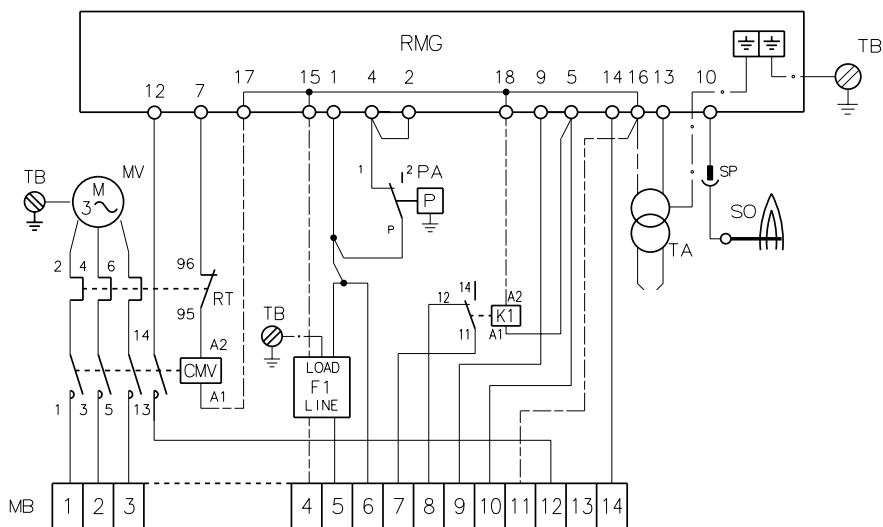 RMG
TB
12 7 17 15 1 4 2 18 9 5 14 16 13 10
TB
MV
M
3
1
2
PA
P
P
SP
SO
TA
2 4 6
96
RT
95
14
12
14
11
A2
K1
A1
TB
A2
CMV
A1
LOAD
F1
LINE
1 3 5 13
MB
1 2 3 4 5 6 7 8 9 10 11 12 13 14